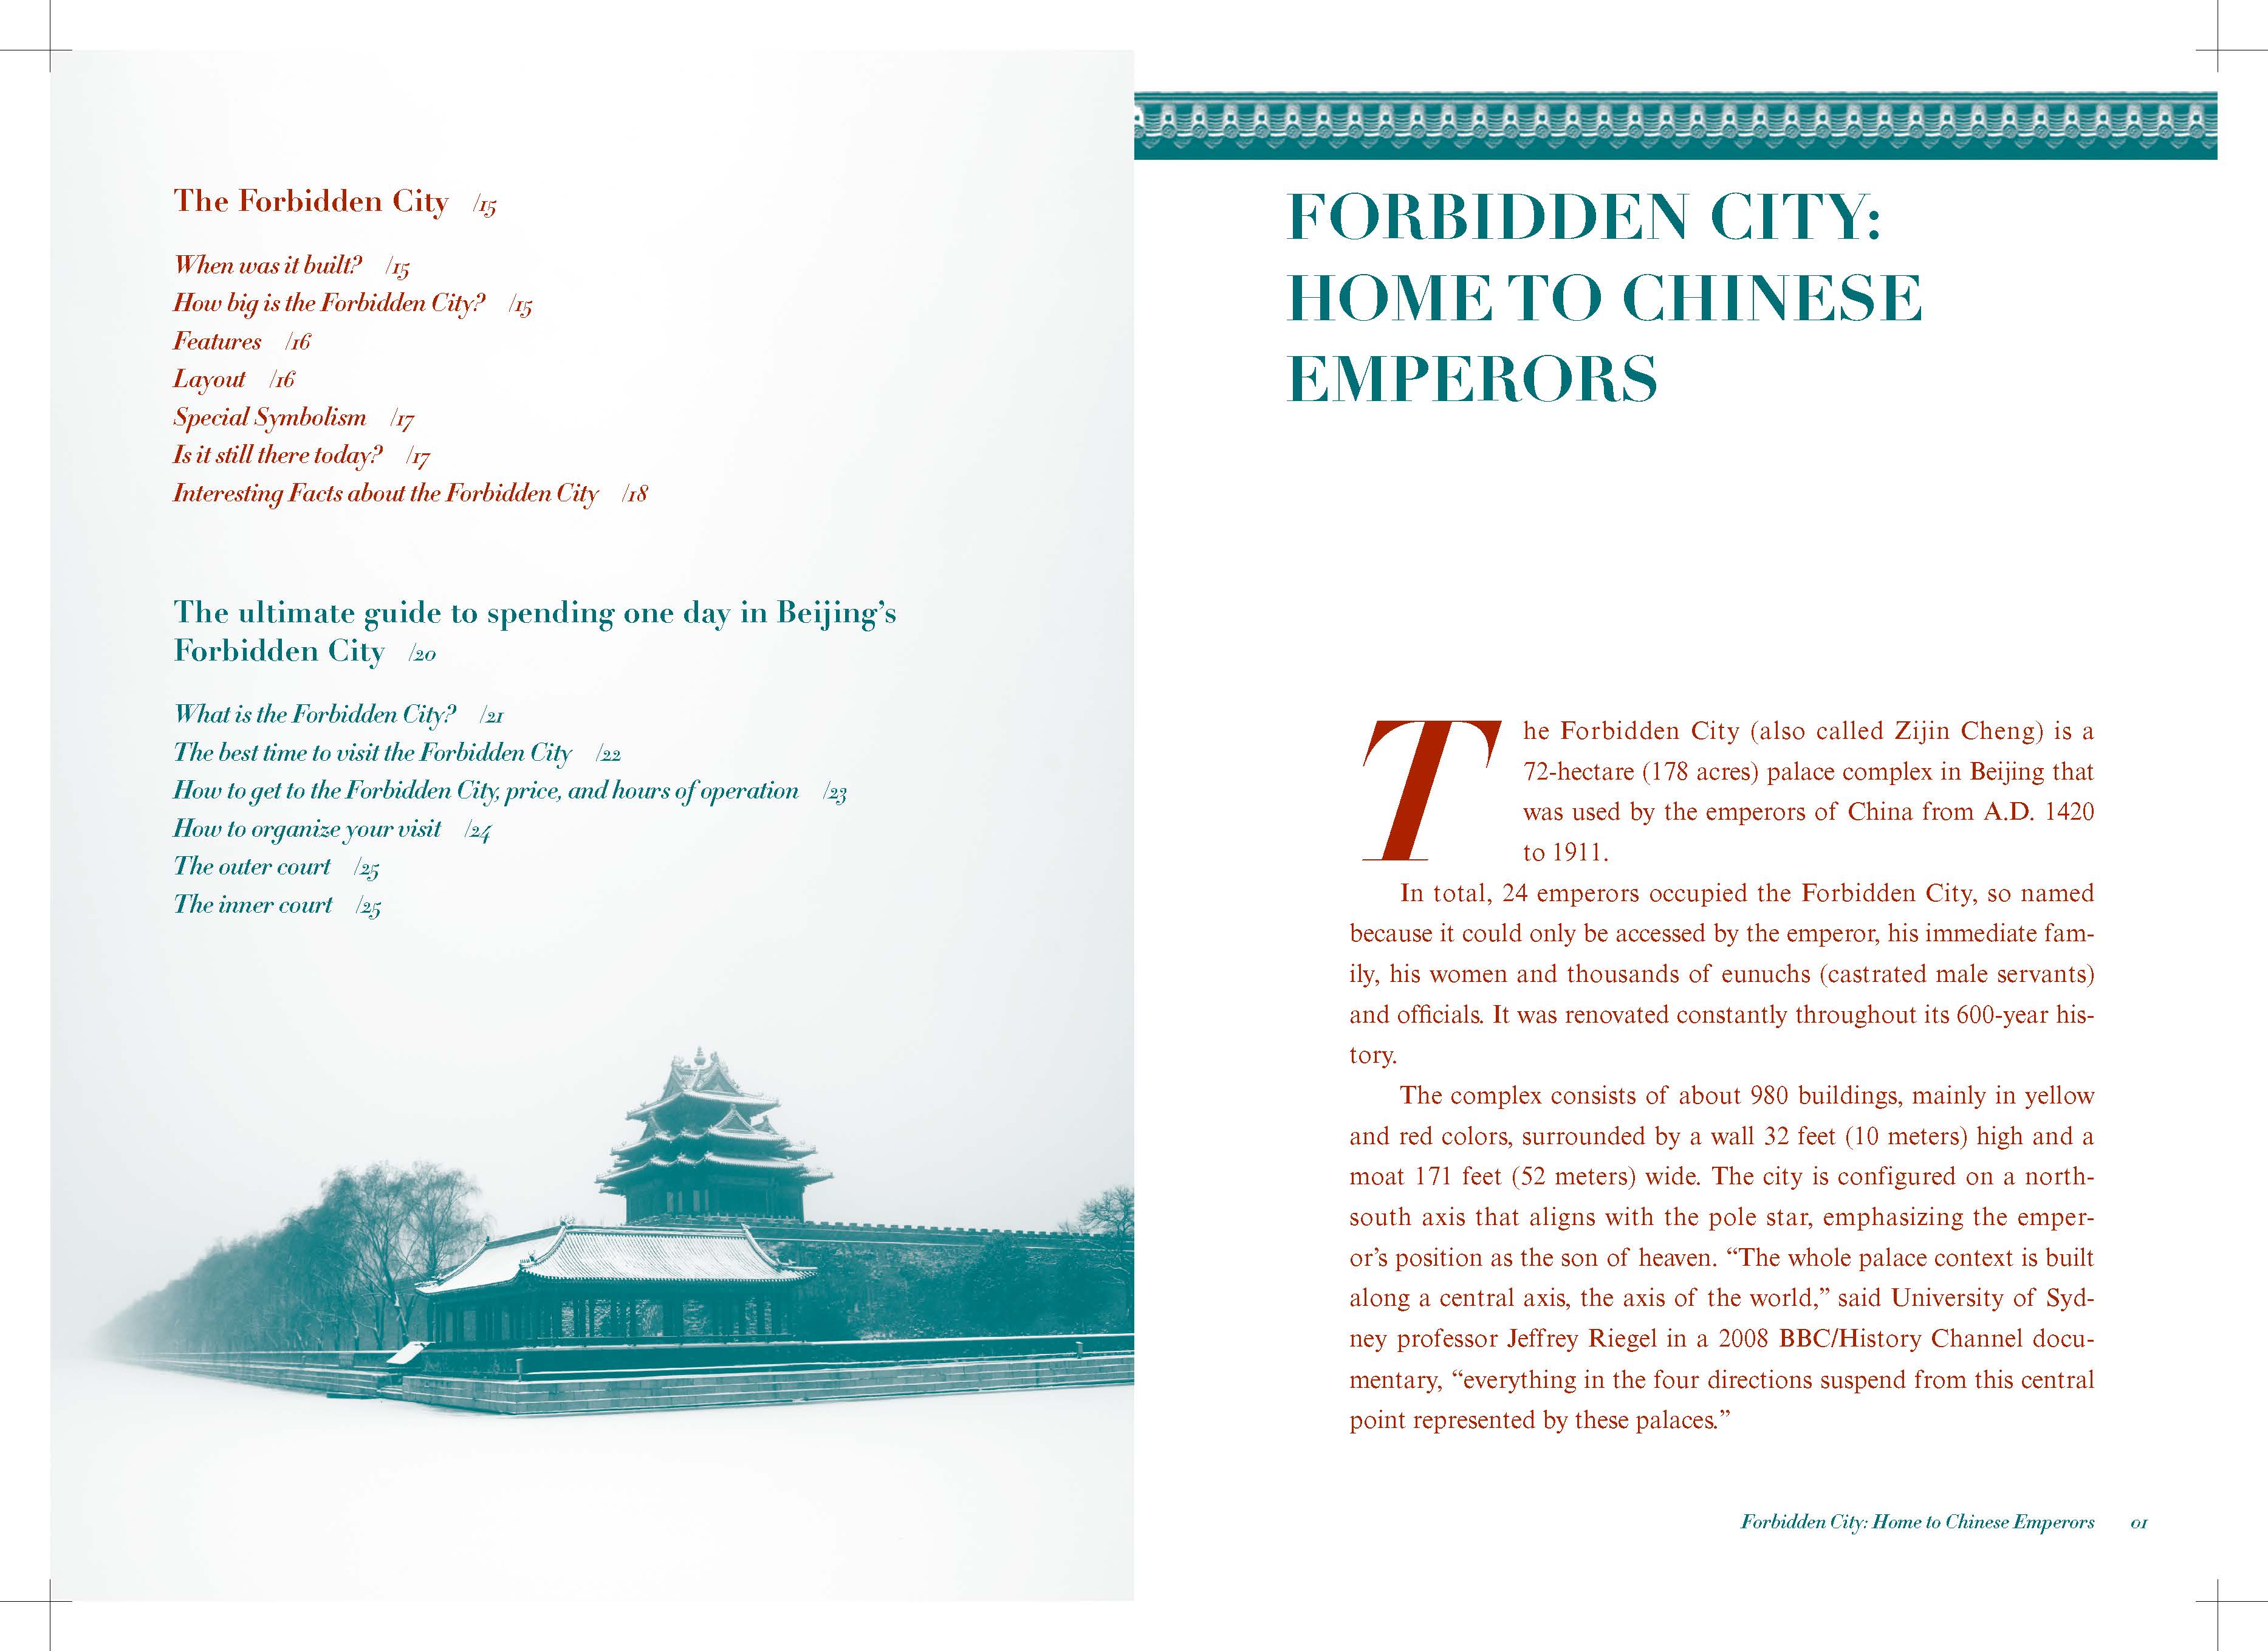 The Forbidden City /15
When was it built? /15
How big is the Forbidden City? /15
Features /16
Layout /16
Special Symbolism /17
Is it still there today? /17
Interesting Facts about the Forbidden City /18
The ultimate guide to spending one day in Beijing’s
Forbidden City /20
What is the Forbidden City? /21
The best time to visit the Forbidden City /22
How to get to the Forbidden City, price, and hours of operation /23
How to organize your visit /24
The outer court /25
The inner court /25
FORBIDDEN CITY:
HOME TO CHINESE
EMPERORS
The Forbidden City (also called Zijin Cheng) is a
72-hectare (178 acres) palace complex in Beijing that
was used by the emperors of China from A.D. 1420
to 1911.
In total, 24 emperors occupied the Forbidden City, so named
because it could only be accessed by the emperor, his immediate fam-
ily, his women and thousands of eunuchs (castrated male servants)
and officials. It was renovated constantly throughout its 600-year his-
tory.
The complex consists of about 980 buildings, mainly in yellow
and red colors, surrounded by a wall 32 feet (10 meters) high and a
moat 171 feet (52 meters) wide. The city is configured on a north-
south axis that aligns with the pole star, emphasizing the emper-
or’s position as the son of heaven. “The whole palace context is built
along a central axis, the axis of the world,” said University of Syd-
ney professor Jeffrey Riegel in a 2008 BBC/History Channel docu-
mentary, “everything in the four directions suspend from this central
point represented by these palaces.”
Forbidden City: Home to Chinese Emperors 01